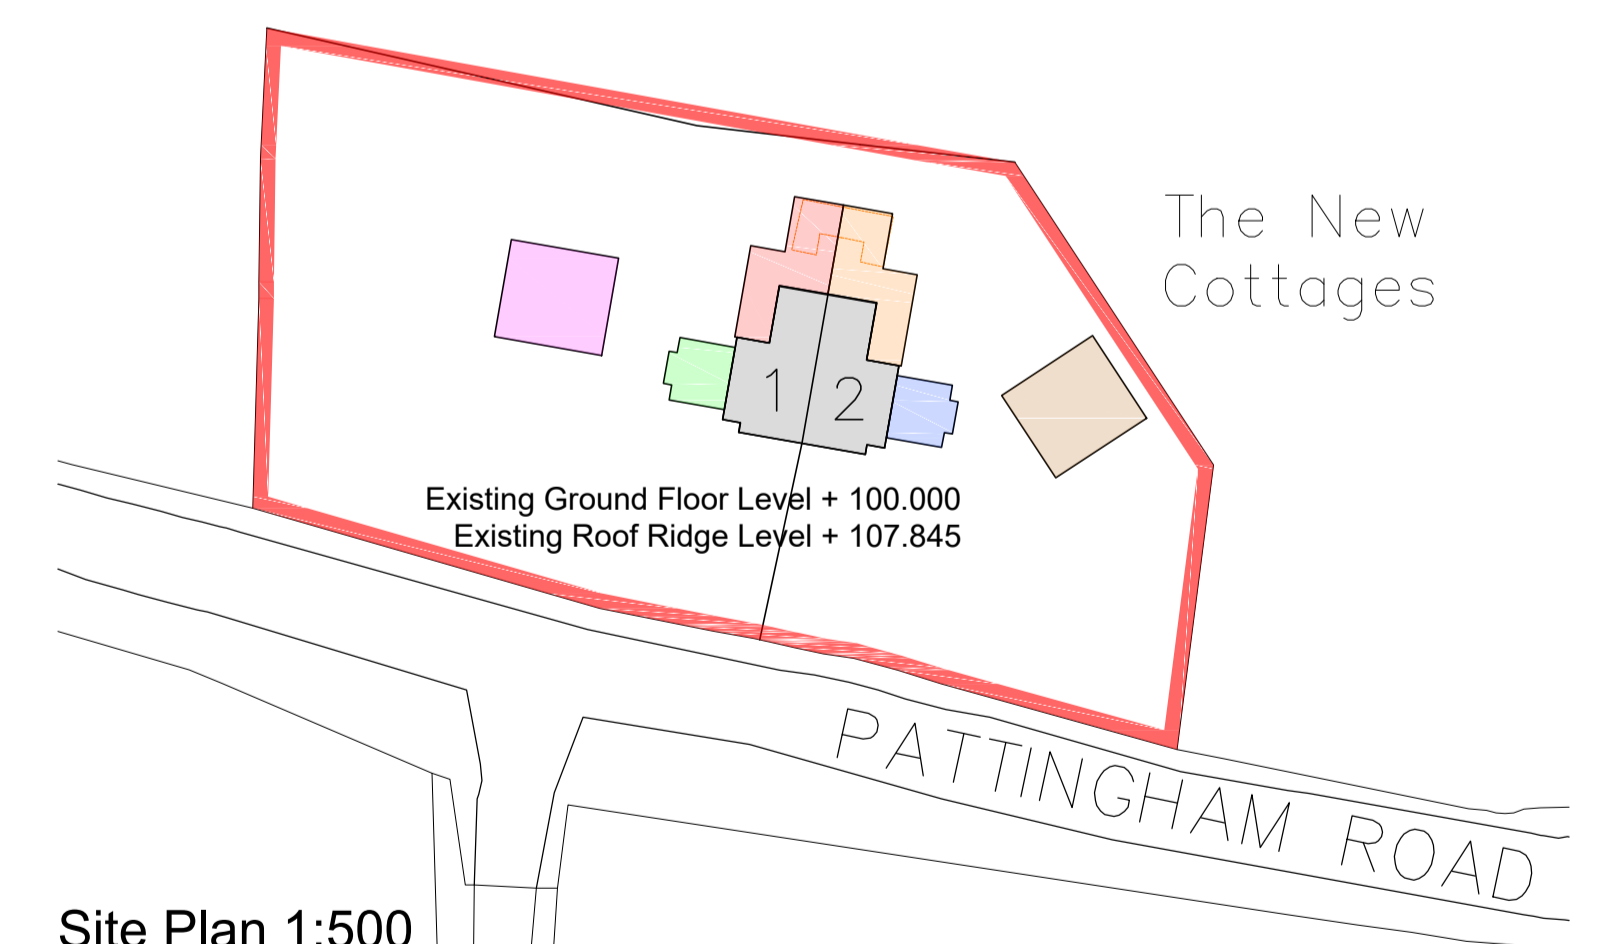 The New
Cottages
1 2
Existing Ground Floor Level + 100.000
Existing Roof Ridge Level + 107.845
PATTINGHAM ROAD
Site Plan 1:500